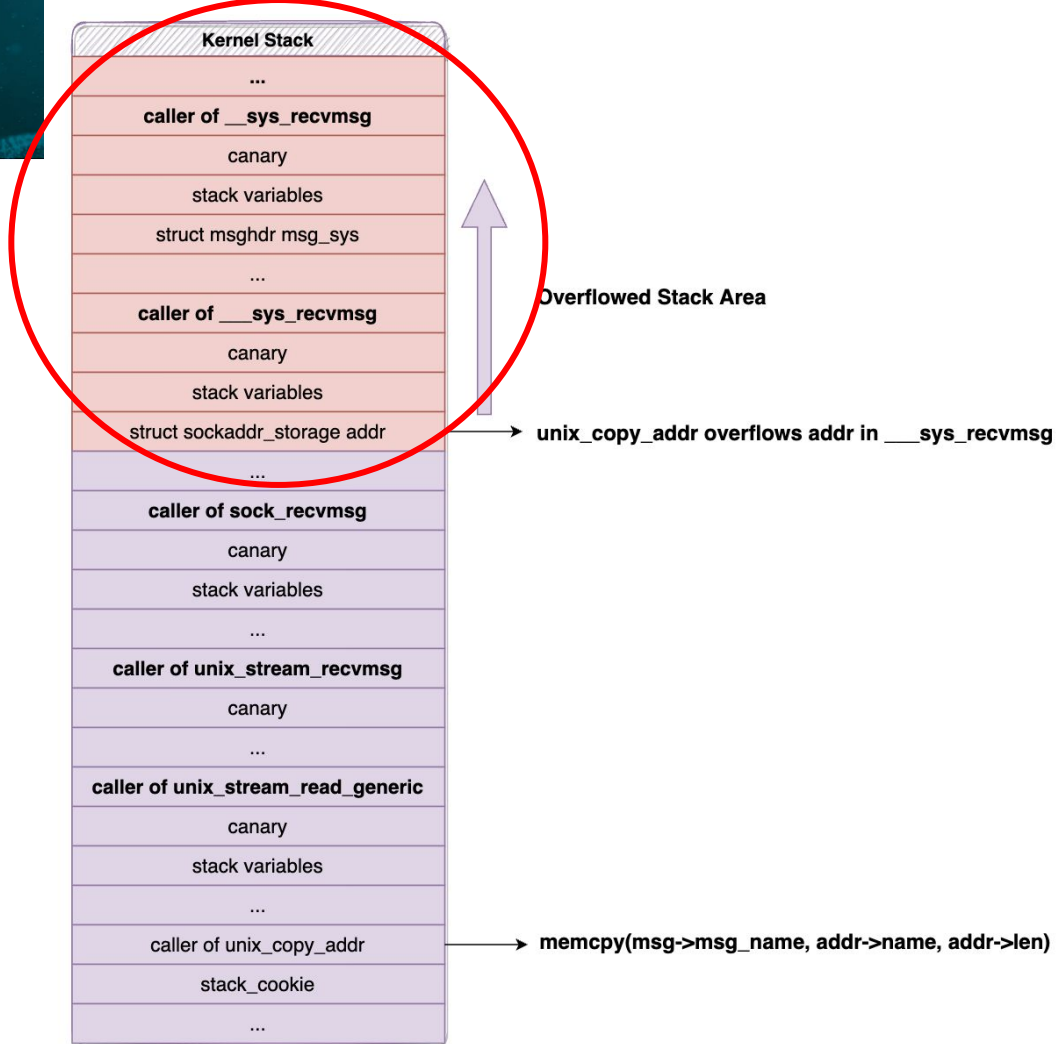 Kernel Stack
...
caller of __sys_recvmsg
canary
stack variables
struct msghdr msg_sys
...
Overflowed Stack Area
caller of ___sys_recvmsg
canary
stack variables
struct sockaddr_storage addr
unix_copy_addr overflows addr in ___sys_recvmsg
...
caller of sock_recvmsg
canary
stack variables
...
caller of unix_stream_recvmsg
canary
...
caller of unix_stream_read_generic
canary
stack variables
...
caller of unix_copy_addr
memcpy(msg->msg_name, addr->name, addr->len)
stack_cookie
...